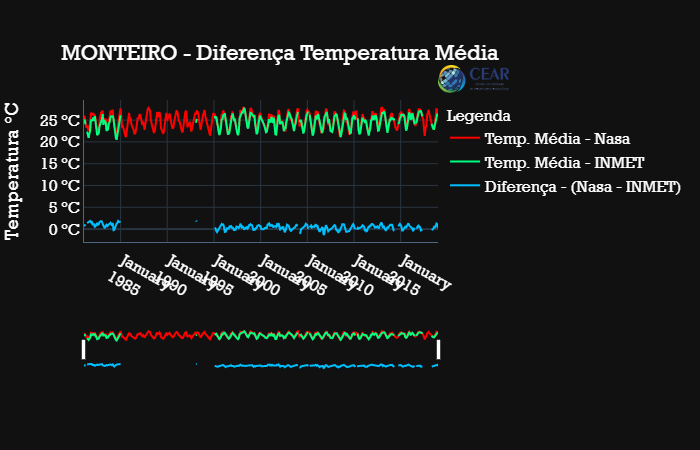 MONTEIRO - Diferença Temperatura Média
CEAR
Legenda
Temp. Média - Nasa
Temp. Média - INMET
Diferença - (Nasa - INMET)
Temperatura °C
25 °C
20 °C
15 °C
10 °C
5 °C
0 °C
January 1985
January 1990
January 1995
January 2000
January 2005
January 2010
January 2015